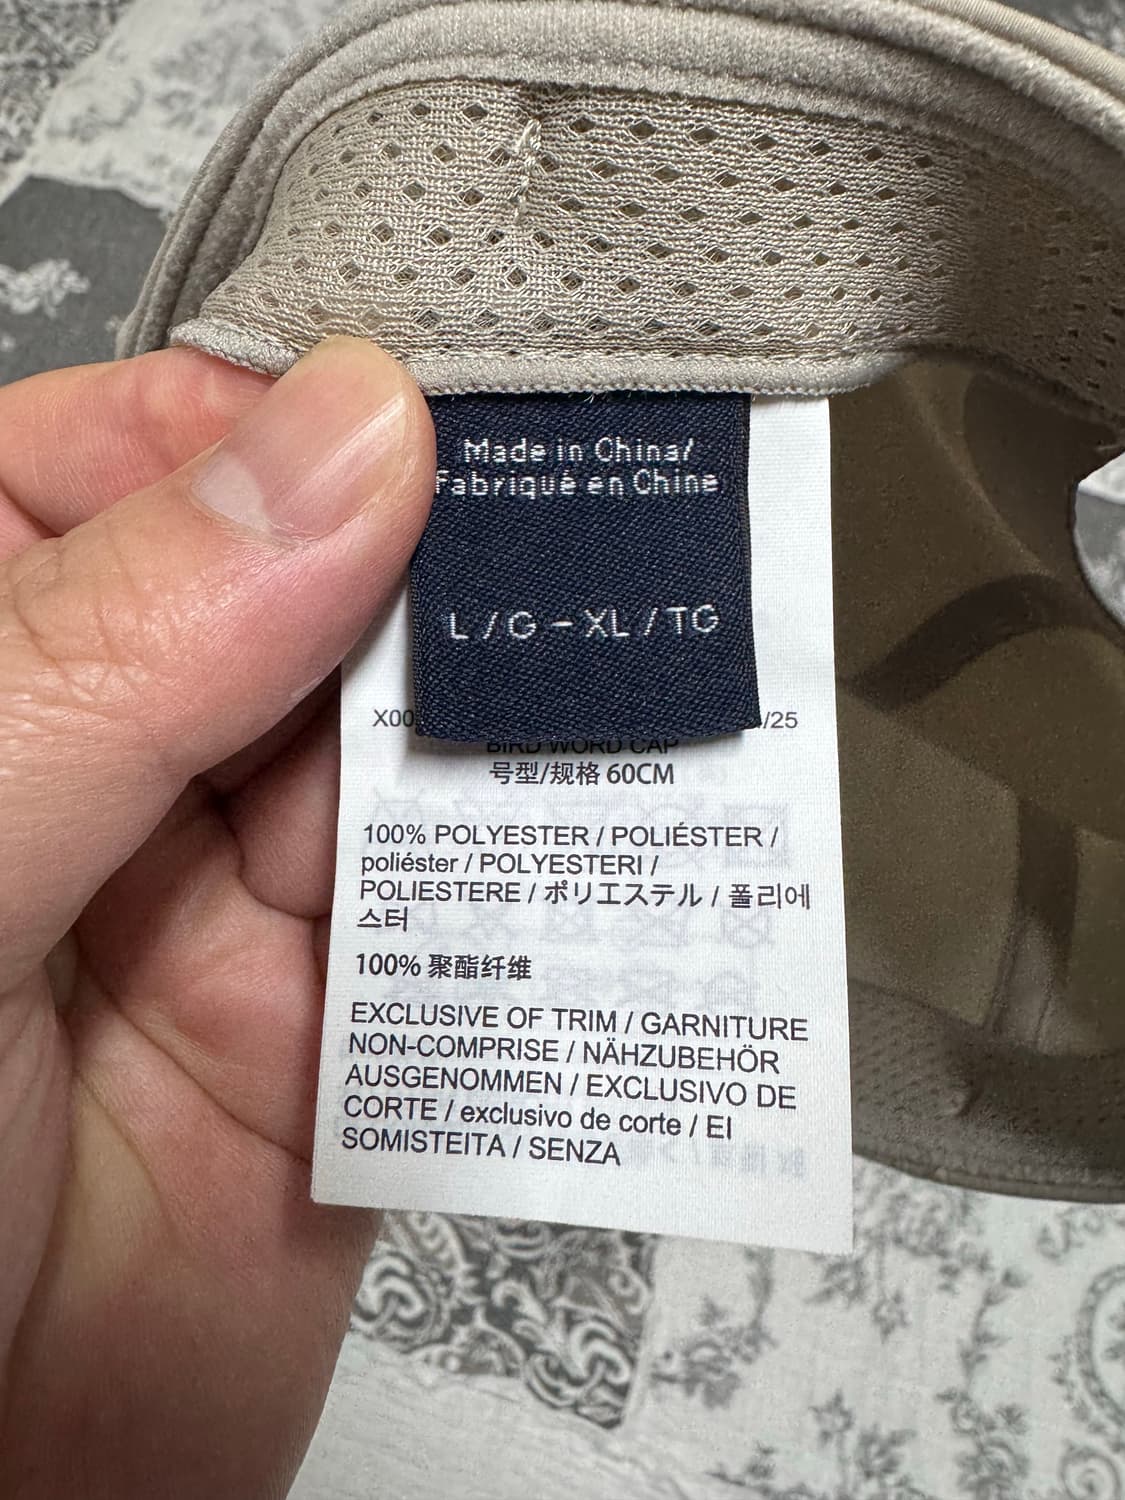 Made in China/
Fabriqué en Chine
L / G - XL / TG
X00
/25
BIRD WORD CAP
号型/规格 60CM
100% POLYESTER / POLIÉSTER /
poliéster / POLYESTERI /
POLIESTERE / ポリエステル / 폴리에
스터
100% 聚酯纤维
EXCLUSIVE OF TRIM / GARNITURE
NON-COMPRISE / NÄHZUBEHÖR
AUSGENOMMEN / EXCLUSIVO DE
CORTE / exclusivo de corte / EI
SOMISTEITA / SENZA